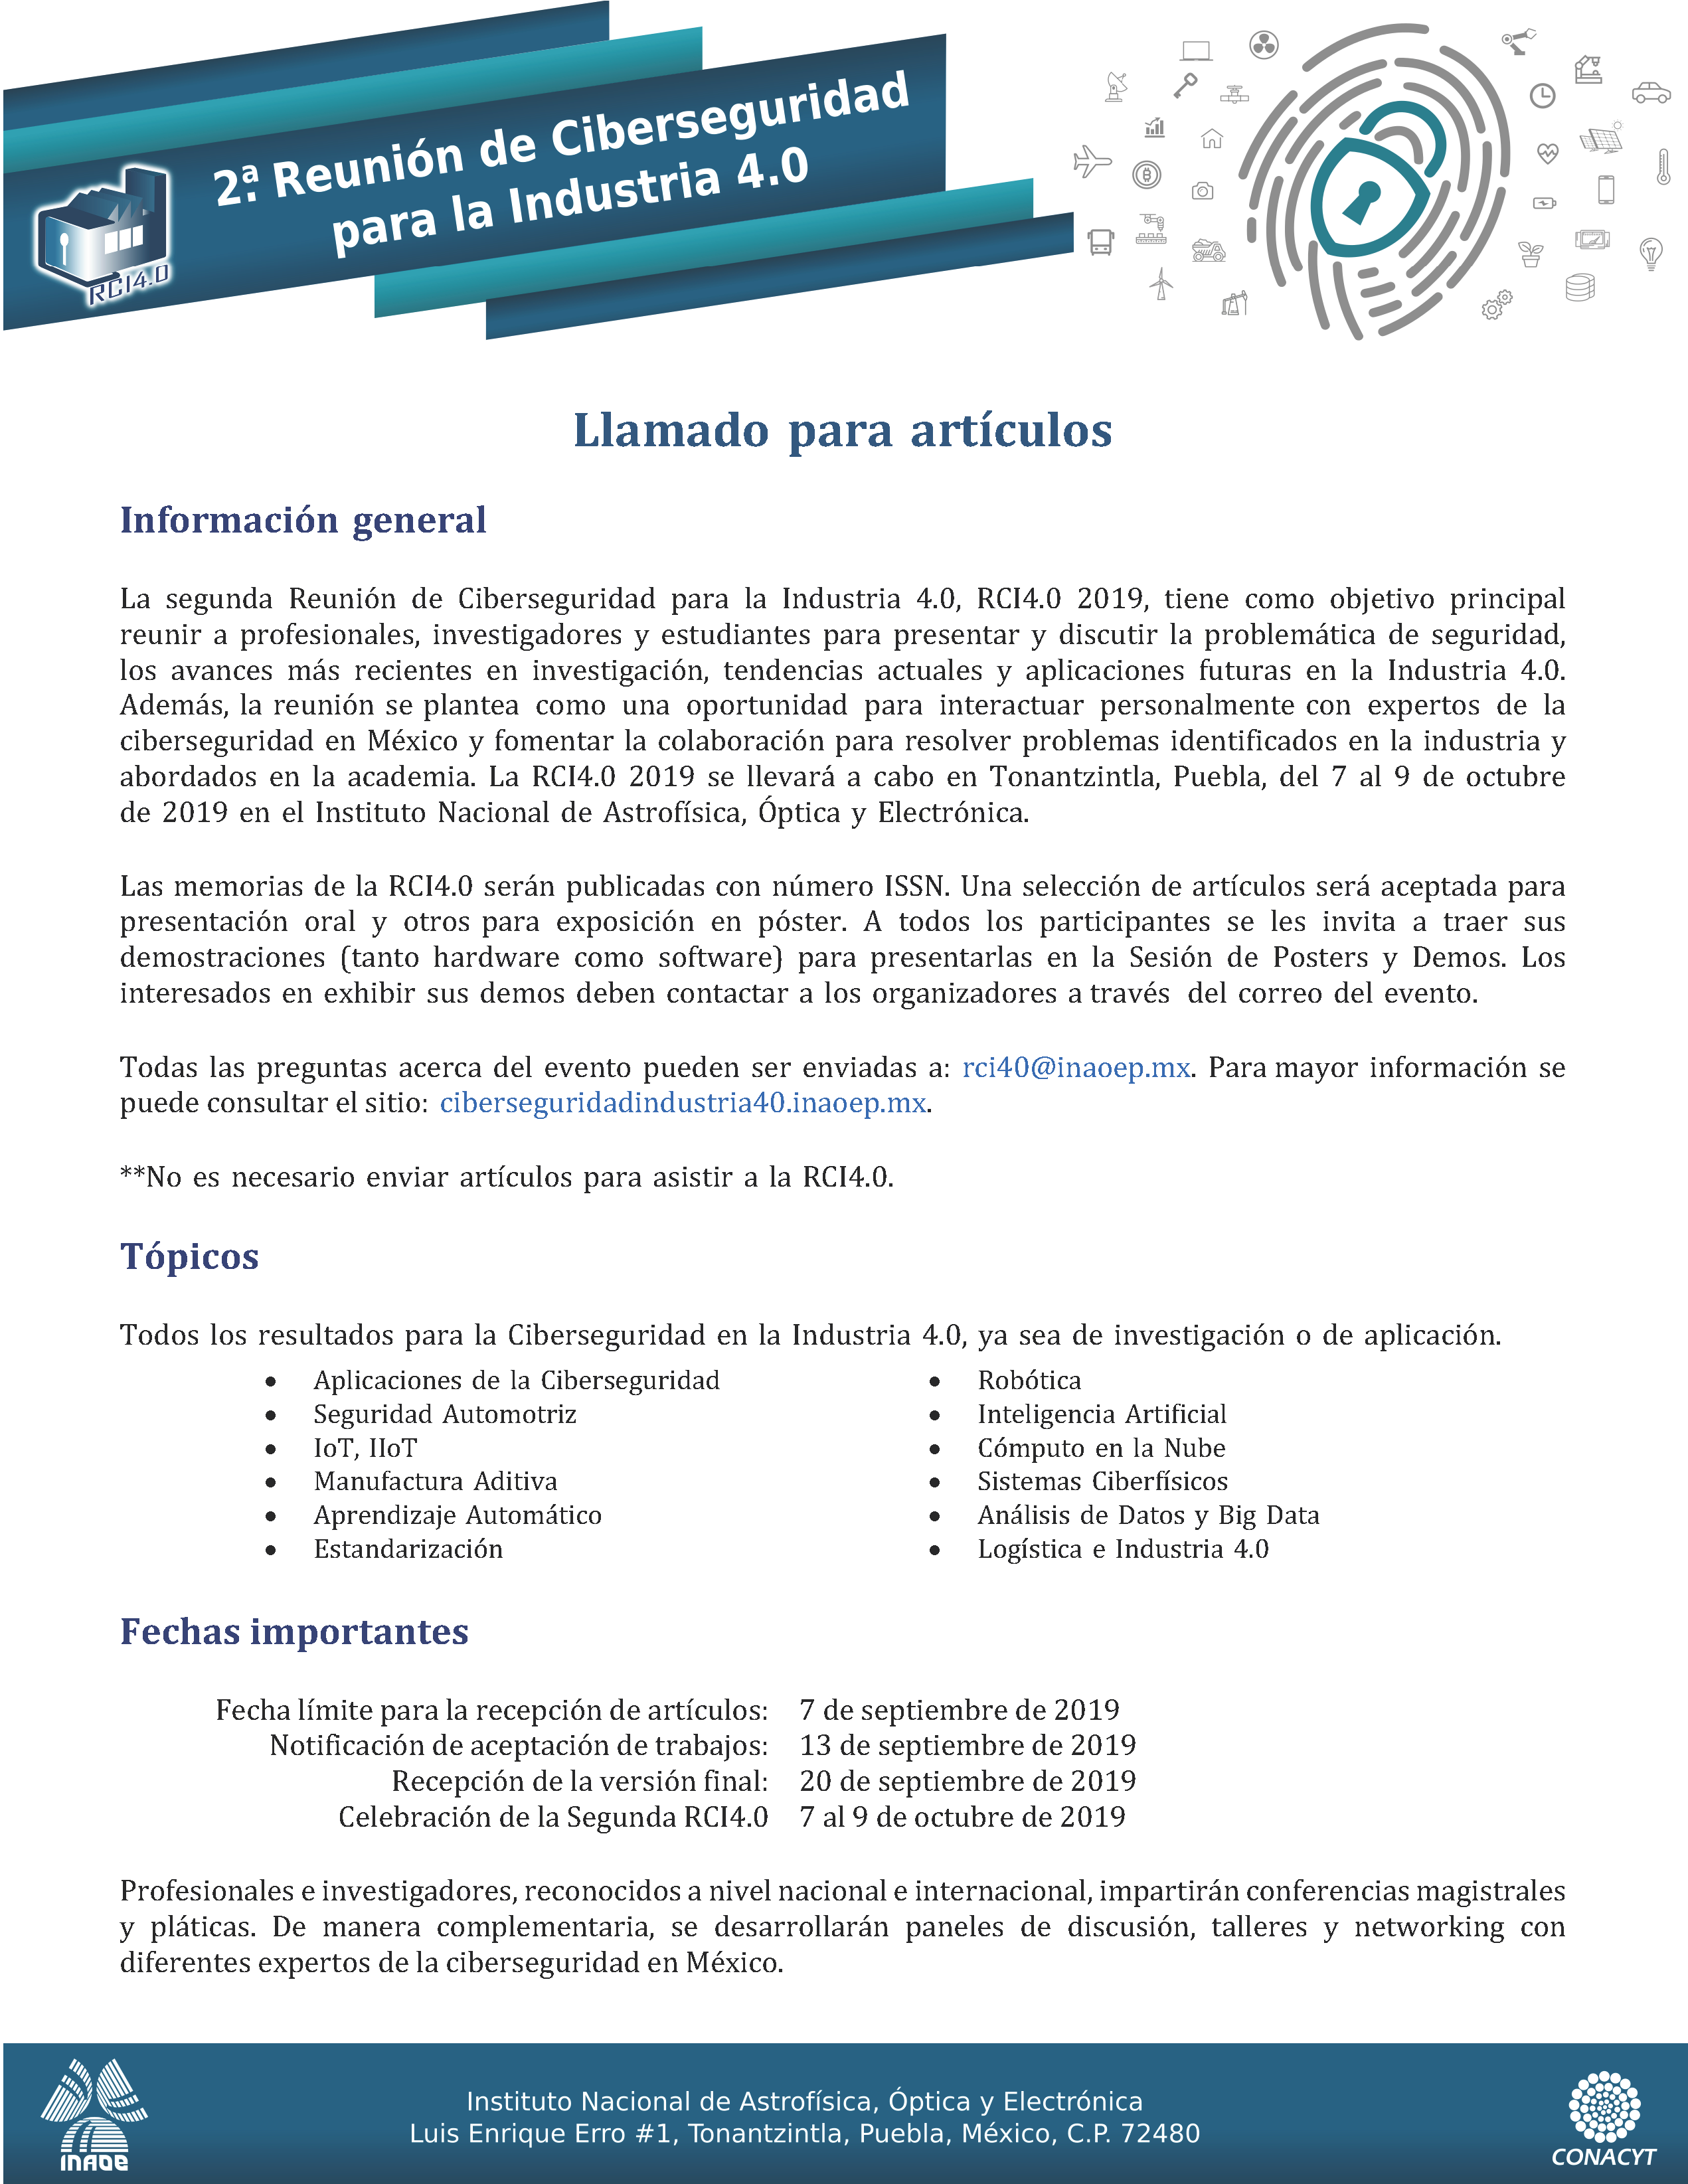 2.ª Reunión de Ciberseguridad
para la Industria 4.0
RCI4.0
Llamado para artículos
Información general
La segunda Reunión de Ciberseguridad para la Industria 4.0, RCI4.0 2019, tiene como objetivo principal
reunir a profesionales, investigadores y estudiantes para presentar y discutir la problemática de seguridad,
los avances más recientes en investigación, tendencias actuales y aplicaciones futuras en la Industria 4.0.
Además, la reunión se plantea como una oportunidad para interactuar personalmente con expertos de la
ciberseguridad en México y fomentar la colaboración para resolver problemas identificados en la industria y
abordados en la academia. La RCI4.0 2019 se llevará a cabo en Tonantzintla, Puebla, del 7 al 9 de octubre
de 2019 en el Instituto Nacional de Astrofísica, Óptica y Electrónica.
Las memorias de la RCI4.0 serán publicadas con número ISSN. Una selección de artículos será aceptada para
presentación oral y otros para exposición en póster. A todos los participantes se les invita a traer sus
demostraciones (tanto hardware como software) para presentarlas en la Sesión de Posters y Demos. Los
interesados en exhibir sus demos deben contactar a los organizadores a través del correo del evento.
Todas las preguntas acerca del evento pueden ser enviadas a: rci40@inaoep.mx. Para mayor información se
puede consultar el sitio: ciberseguridadindustria40.inaoep.mx.
**No es necesario enviar artículos para asistir a la RCI4.0.
Tópicos
Todos los resultados para la Ciberseguridad en la Industria 4.0, ya sea de investigación o de aplicación.
• Aplicaciones de la Ciberseguridad
• Seguridad Automotriz
• IoT, IIoT
• Manufactura Aditiva
• Aprendizaje Automático
• Estandarización
• Robótica
• Inteligencia Artificial
• Cómputo en la Nube
• Sistemas Ciberfísicos
• Análisis de Datos y Big Data
• Logística e Industria 4.0
Fechas importantes
Fecha límite para la recepción de artículos: 7 de septiembre de 2019
Notificación de aceptación de trabajos: 13 de septiembre de 2019
Recepción de la versión final: 20 de septiembre de 2019
Celebración de la Segunda RCI4.0 7 al 9 de octubre de 2019
Profesionales e investigadores, reconocidos a nivel nacional e internacional, impartirán conferencias magistrales
y pláticas. De manera complementaria, se desarrollarán paneles de discusión, talleres y networking con
diferentes expertos de la ciberseguridad en México.
INAOE
Instituto Nacional de Astrofísica, Óptica y Electrónica
Luis Enrique Erro #1, Tonantzintla, Puebla, México, C.P. 72480
CONACYT